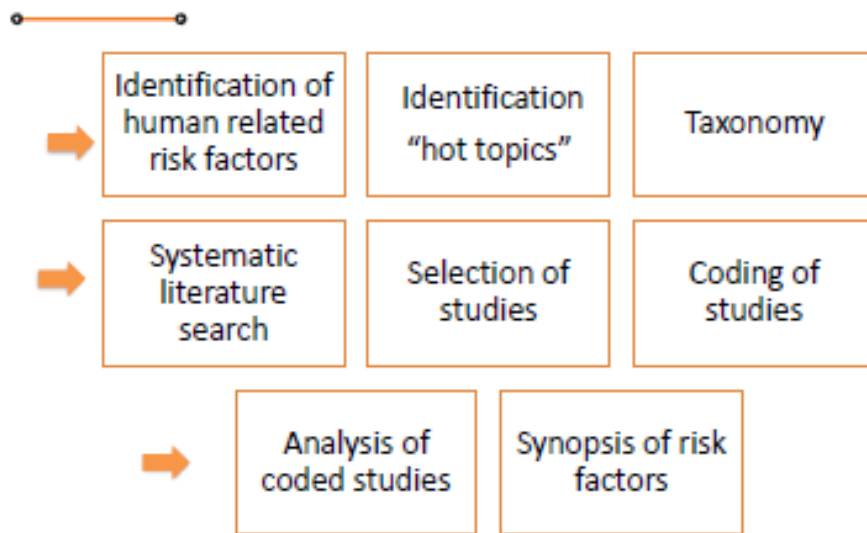 Identification of
human related
risk factors
Identification
“hot topics”
Taxonomy
Systematic
literature
search
Selection of
studies
Coding of
studies
Analysis of
coded studies
Synopsis of risk
factors